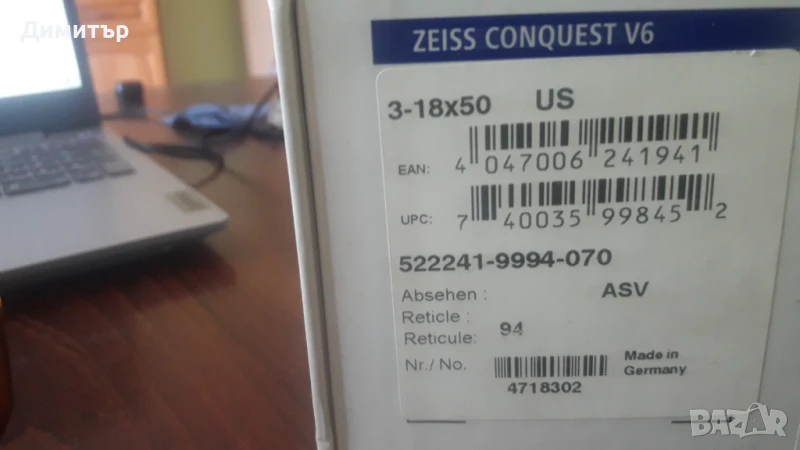 Димитър
ZEISS CONQUEST V6
3-18x50 US
EAN: 4 047006 241941
UPC: 7 40035 99845 2
522241-9994-070
Absehen : ASV
Reticle :
Reticule: 94
Nr./ No. Made in
Germany
4718302
BAZAR